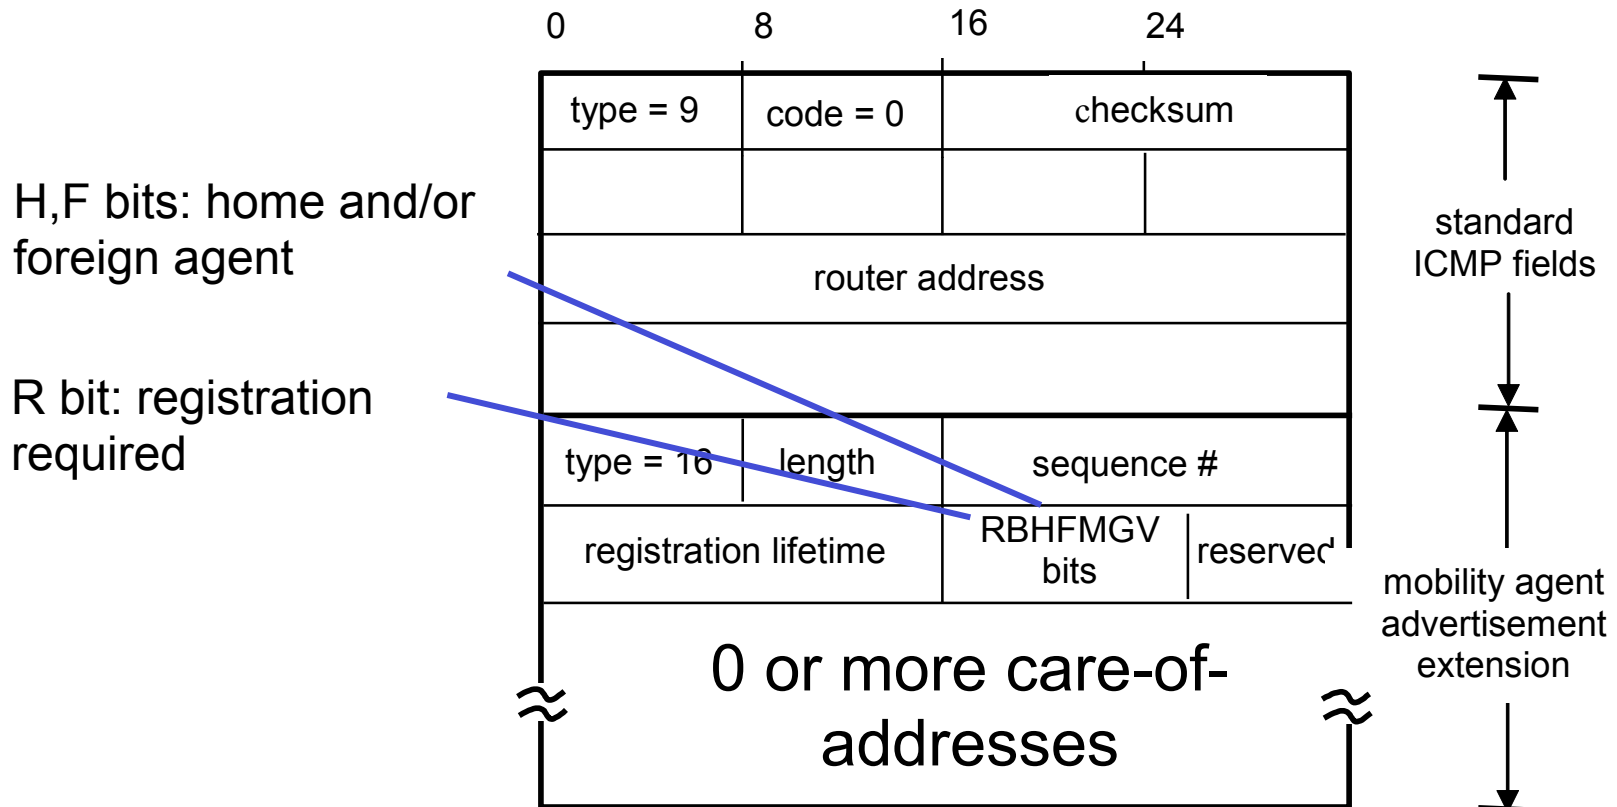 0 8 16 24
type = 9 code = 0 checksum
H,F bits: home and/or
foreign agent
standard
ICMP fields
router address
R bit: registration
required
type = 16 length sequence #
registration lifetime RBHFMGV
bits
reserved
mobility agent
advertisement
extension
0 or more care-of-
addresses